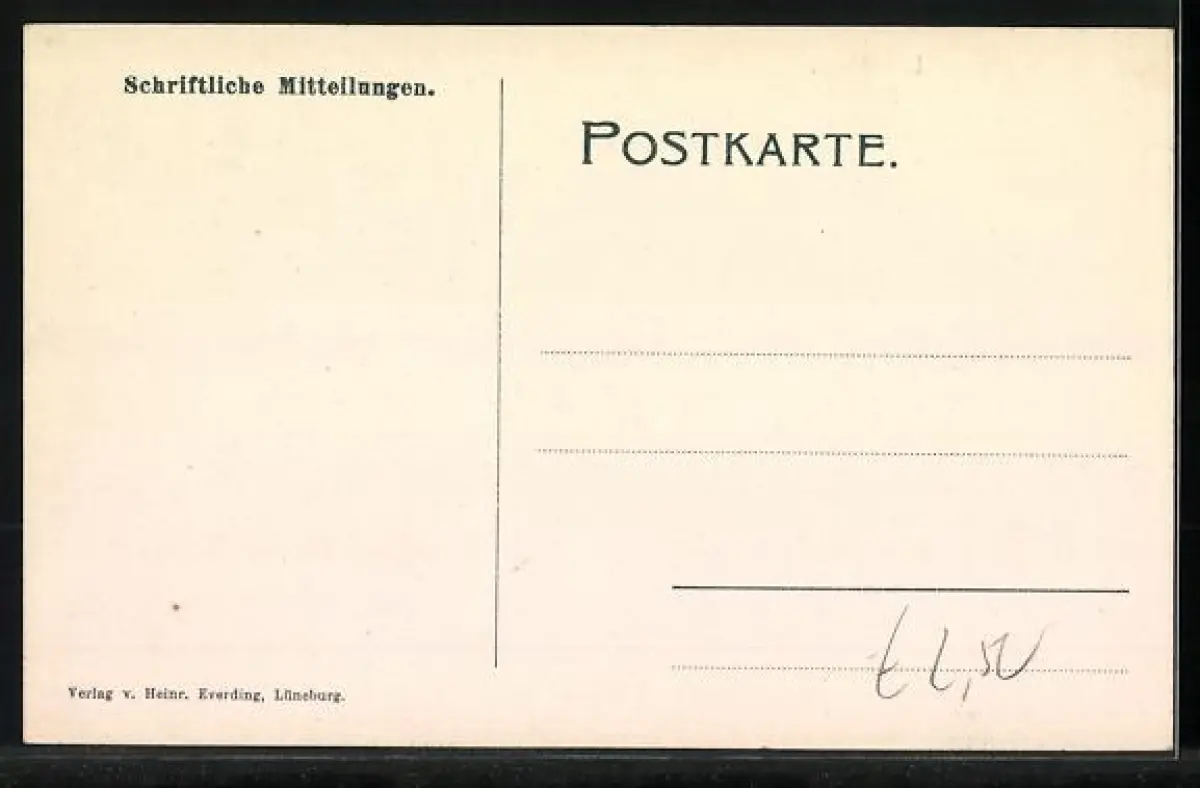 Schriftliche Mitteilungen.
POSTKARTE.
Verlag v. Heinr. Everding, Lüneburg.